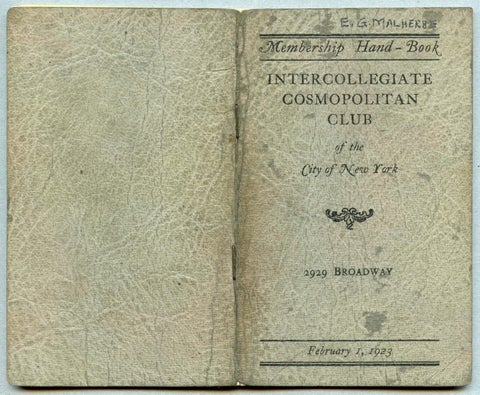 E. G. MALHERBE
Membership Hand-Book
INTERCOLLEGIATE
COSMOPOLITAN
CLUB
of the
City of New York
2929 BROADWAY
February 1, 1923